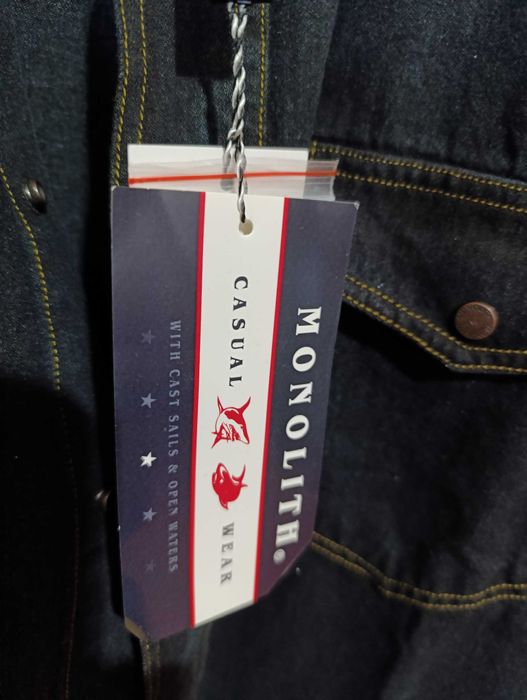 MONOLITH®
CASUAL WEAR
WITH CAST SAILS & OPEN WATERS